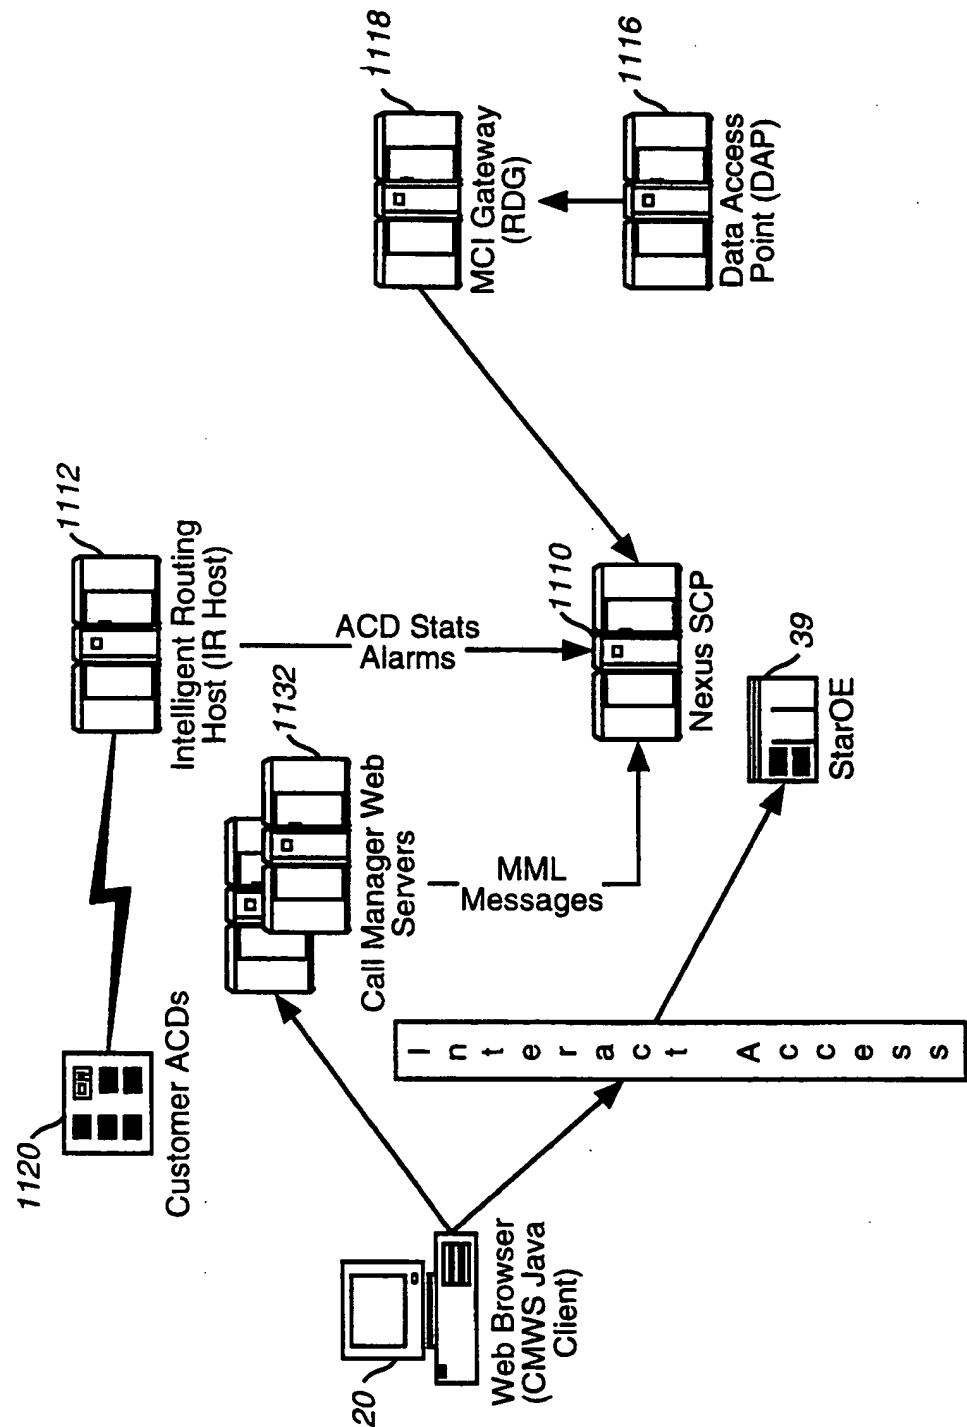 1120
Customer ACDs
1112
Intelligent Routing
Host (IR Host)
1118
MCI Gateway
(RDG)
1116
Data Access
Point (DAP)
ACD Stats
Alarms
1132
Call Manager Web
Servers
MML
Messages
1110
Nexus SCP
20
Web Browser
(CMWS Java
Client)
Interact Access
39
StarOE